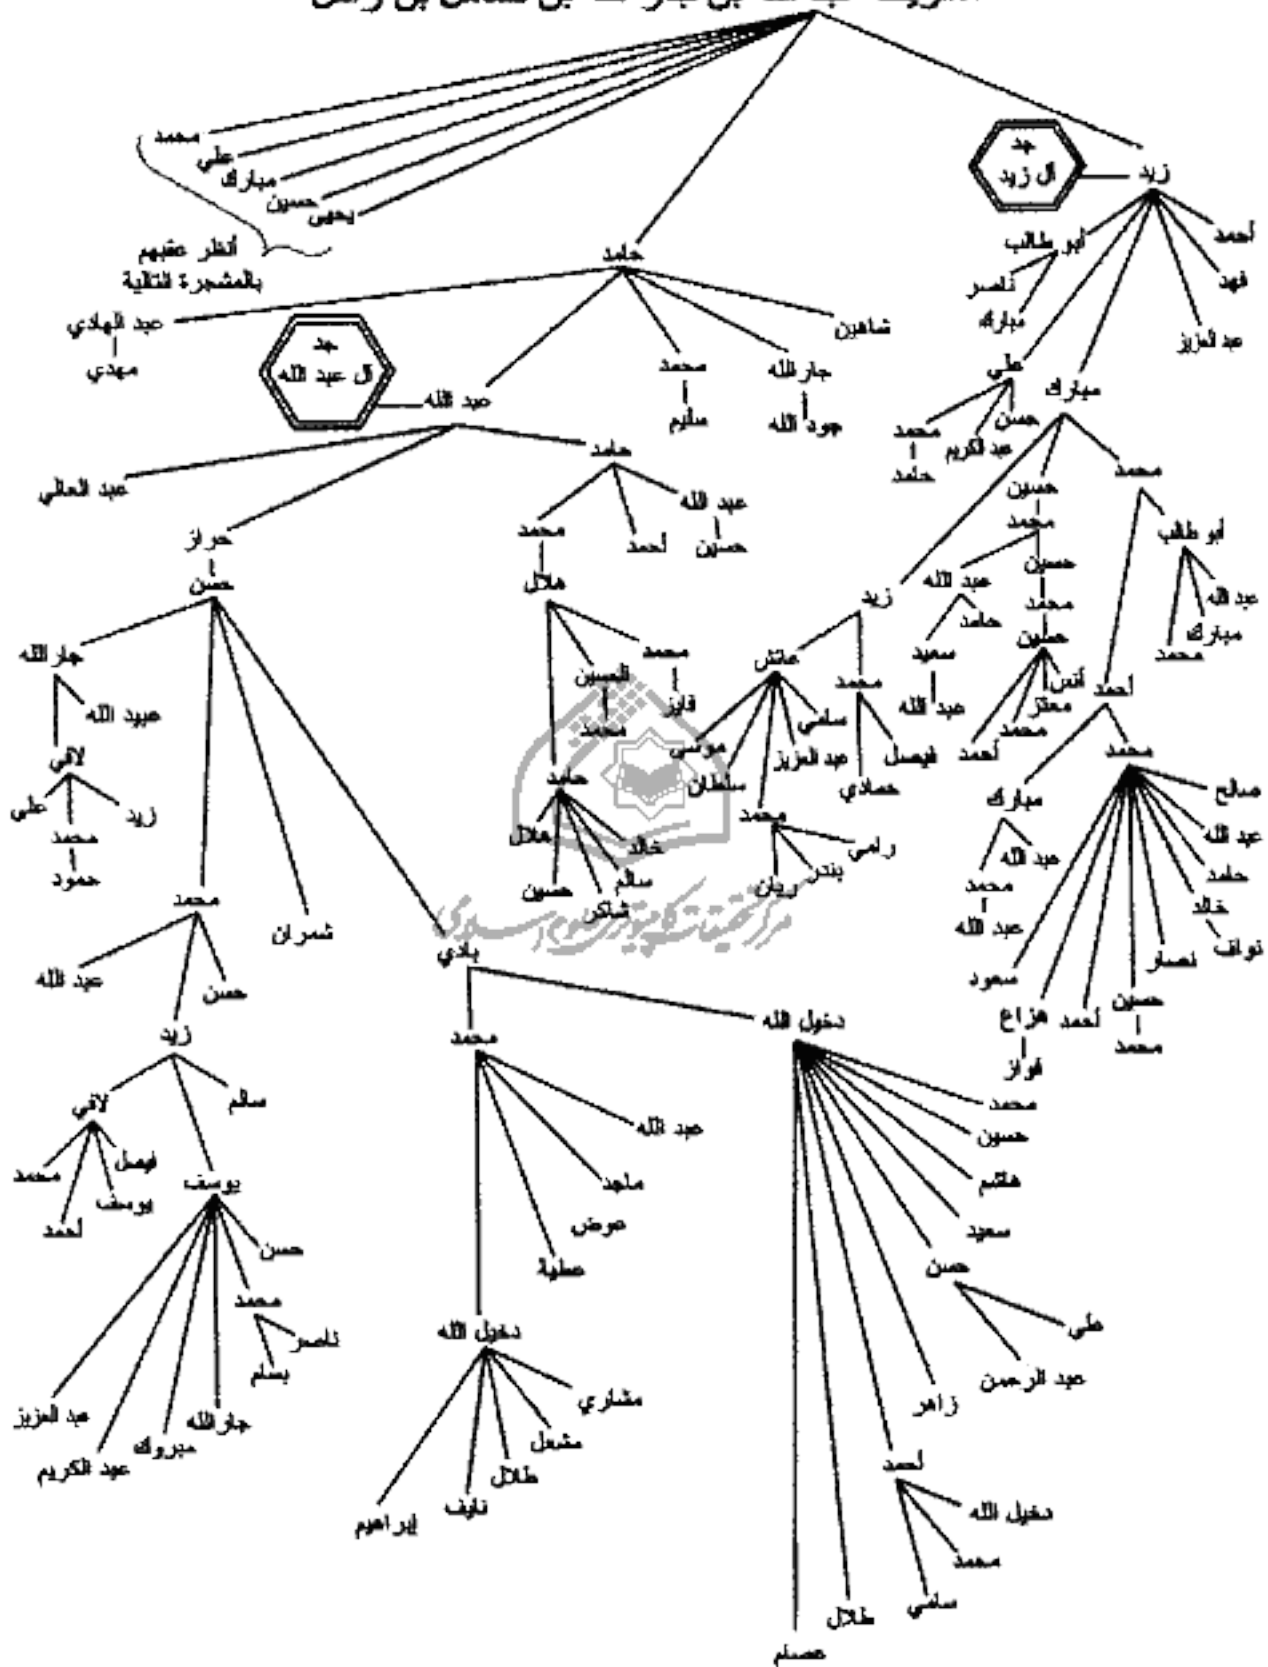 محمد
علي
مبارك
حسين
يحيى
أنظر عقبهم
بالمشجرة التالية
جد
آل زيد
زيد
أحمد
فهد
عبد العزيز
أبو طالب
ناصر
مبارك
علي
حسن
عبد الكريم
محمد
حامد
مبارك
محمد
أبو طالب
عبد الله
مبارك
محمد
أحمد
محمد
صالح
عبد الله
حامد
خالد
نواف
نصار
حسين
محمد
أحمد
هزاع
فواز
سعود
مبارك
عبد الله
محمد
عبد الله
حسين
محمد
حسين
محمد
حسين
أنس
معتز
محمد
أحمد
عبد الله
حامد
سعيد
عبد الله
زيد
محمد
فيصل
حمادي
عائش
سامي
عبد العزيز
محمد
رامي
بندر
ريان
سلطان
موسى
حامد
شاهين
جار الله
جود الله
محمد
سليم
عبد الهادي
مهدي
جد
آل عبد الله
عبد الله
حامد
عبد الله
حسين
أحمد
محمد
هلال
محمد
فايز
الحسين
محمد
حامد
خالد
سالم
شاكر
حسين
هلال
عبد العالي
حراز
حسن
جار الله
عبيد الله
لافي
زيد
محمد
حمود
علي
محمد
عبد الله
حسن
زيد
سالم
لافي
فيصل
يوسف
أحمد
محمد
يوسف
حسن
محمد
ناصر
بسام
جار الله
مبروك
عبد الكريم
عبد العزيز
شمران
بادي
محمد
عبد الله
ماجد
عوض
عطية
دخيل الله
مشاري
مشعل
طلال
نايف
إبراهيم
دخيل الله
محمد
حسين
هاشم
سعيد
حسن
علي
عبد الرحمن
زاهر
أحمد
دخيل الله
محمد
سامي
طلال
عصام